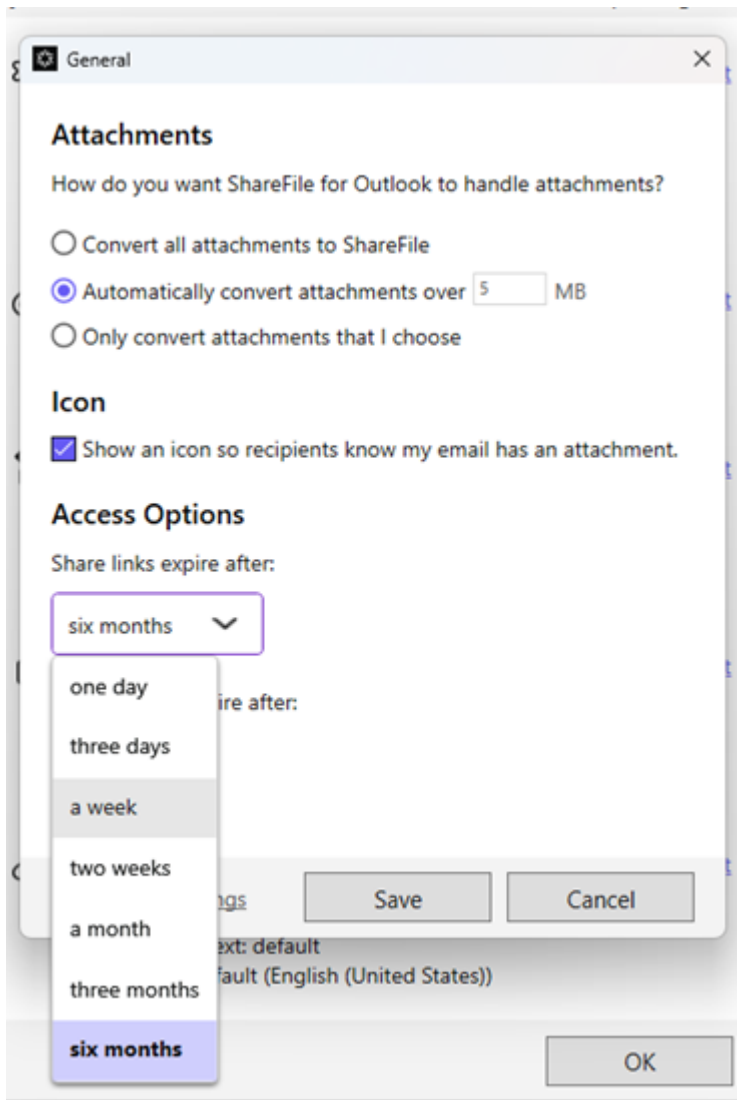 General
Attachments
How do you want ShareFile for Outlook to handle attachments?
Convert all attachments to ShareFile
Automatically convert attachments over 5 MB
Only convert attachments that I choose
Icon
Show an icon so recipients know my email has an attachment.
Access Options
Share links expire after:
six months
one day
ire after:
three days
a week
two weeks
ngs Save Cancel
a month
ext: default
fault (English (United States))
three months
six months
OK